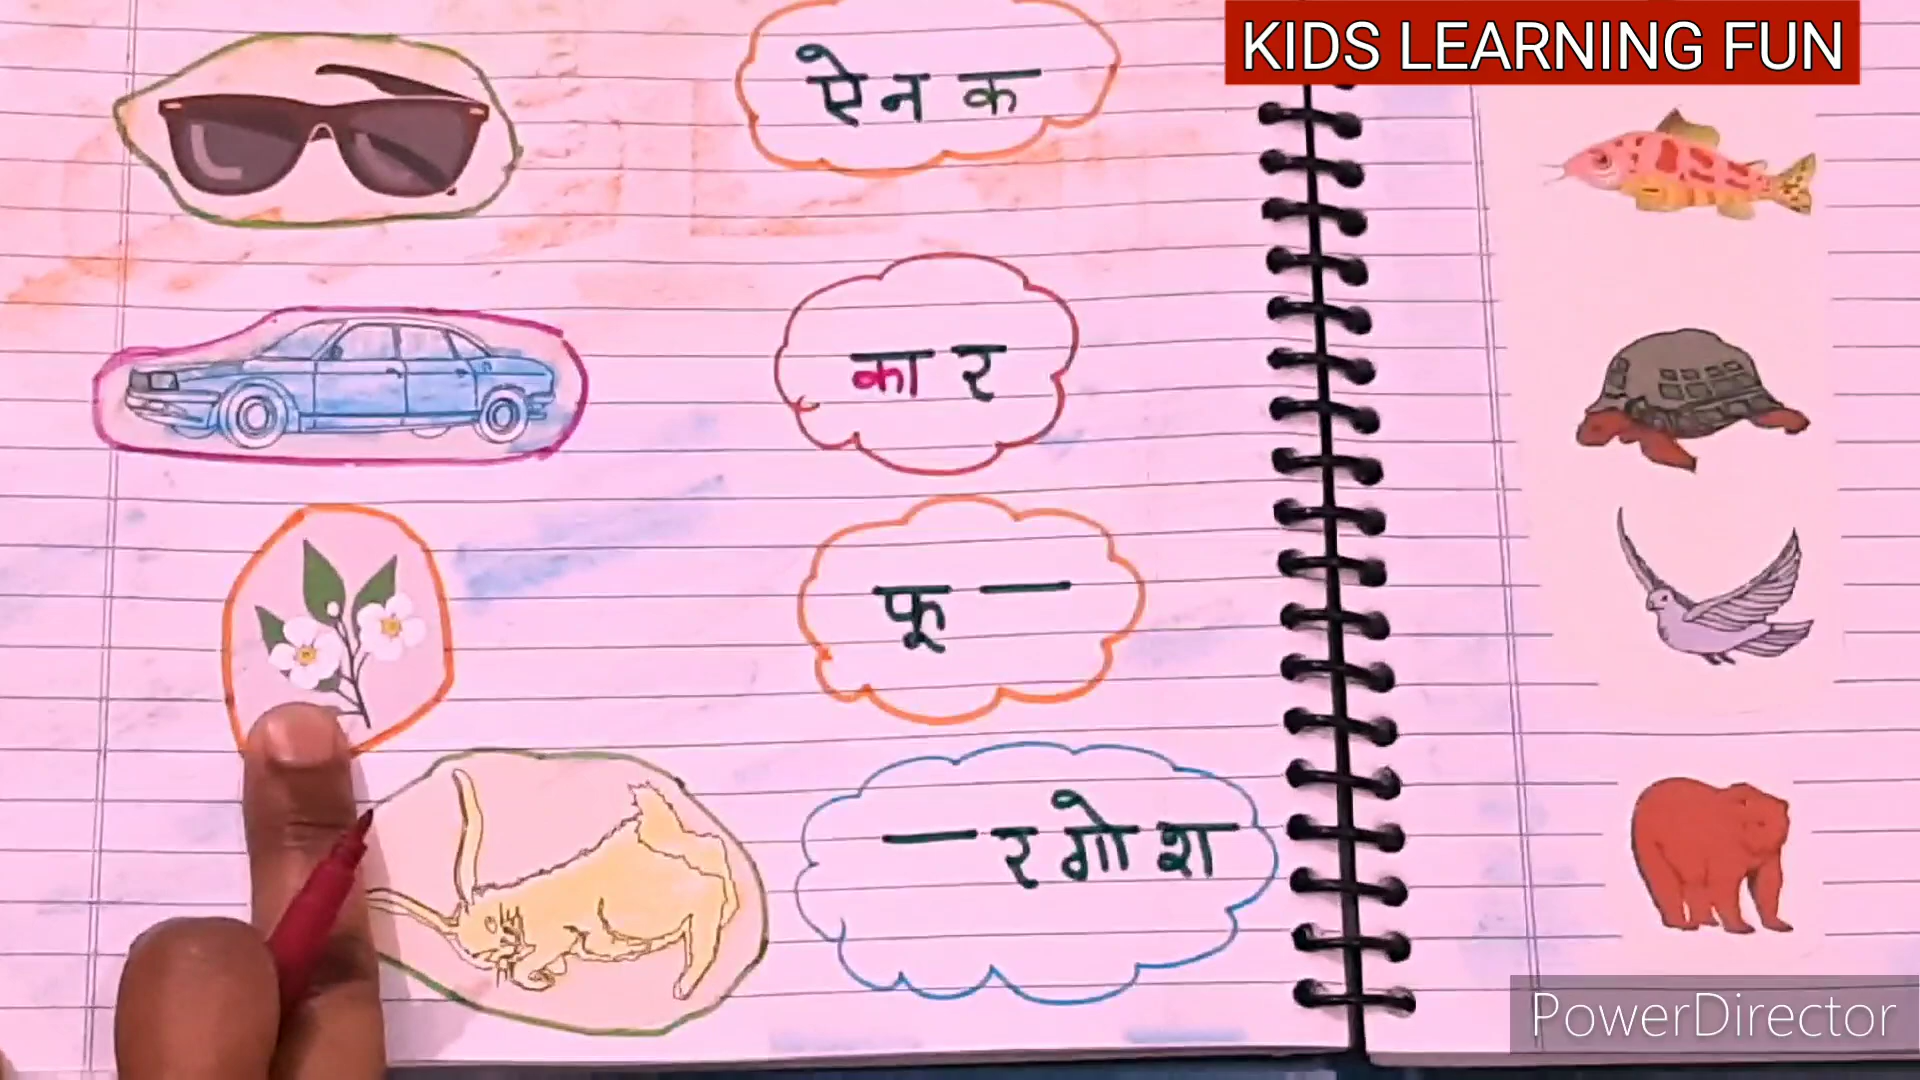 KIDS LEARNING FUN
ऐनक
कार
फू —
— रगोश
PowerDirector